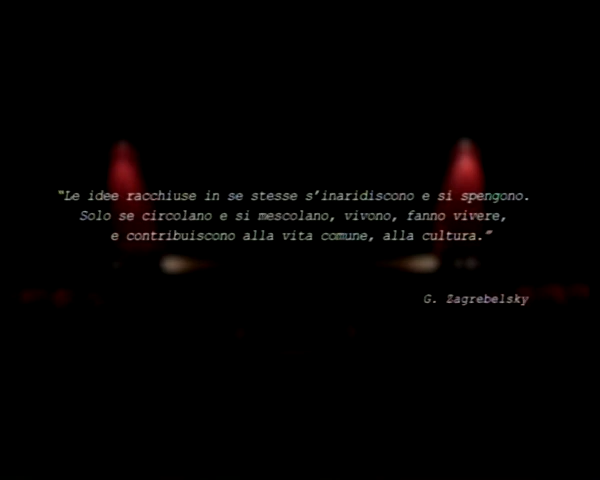 “Le idee racchiuse in se stesse s’inaridiscono e si spengono.
Solo se circolano e si mescolano, vivono, fanno vivere,
e contribuiscono alla vita comune, alla cultura.”
G. Zagrebelsky